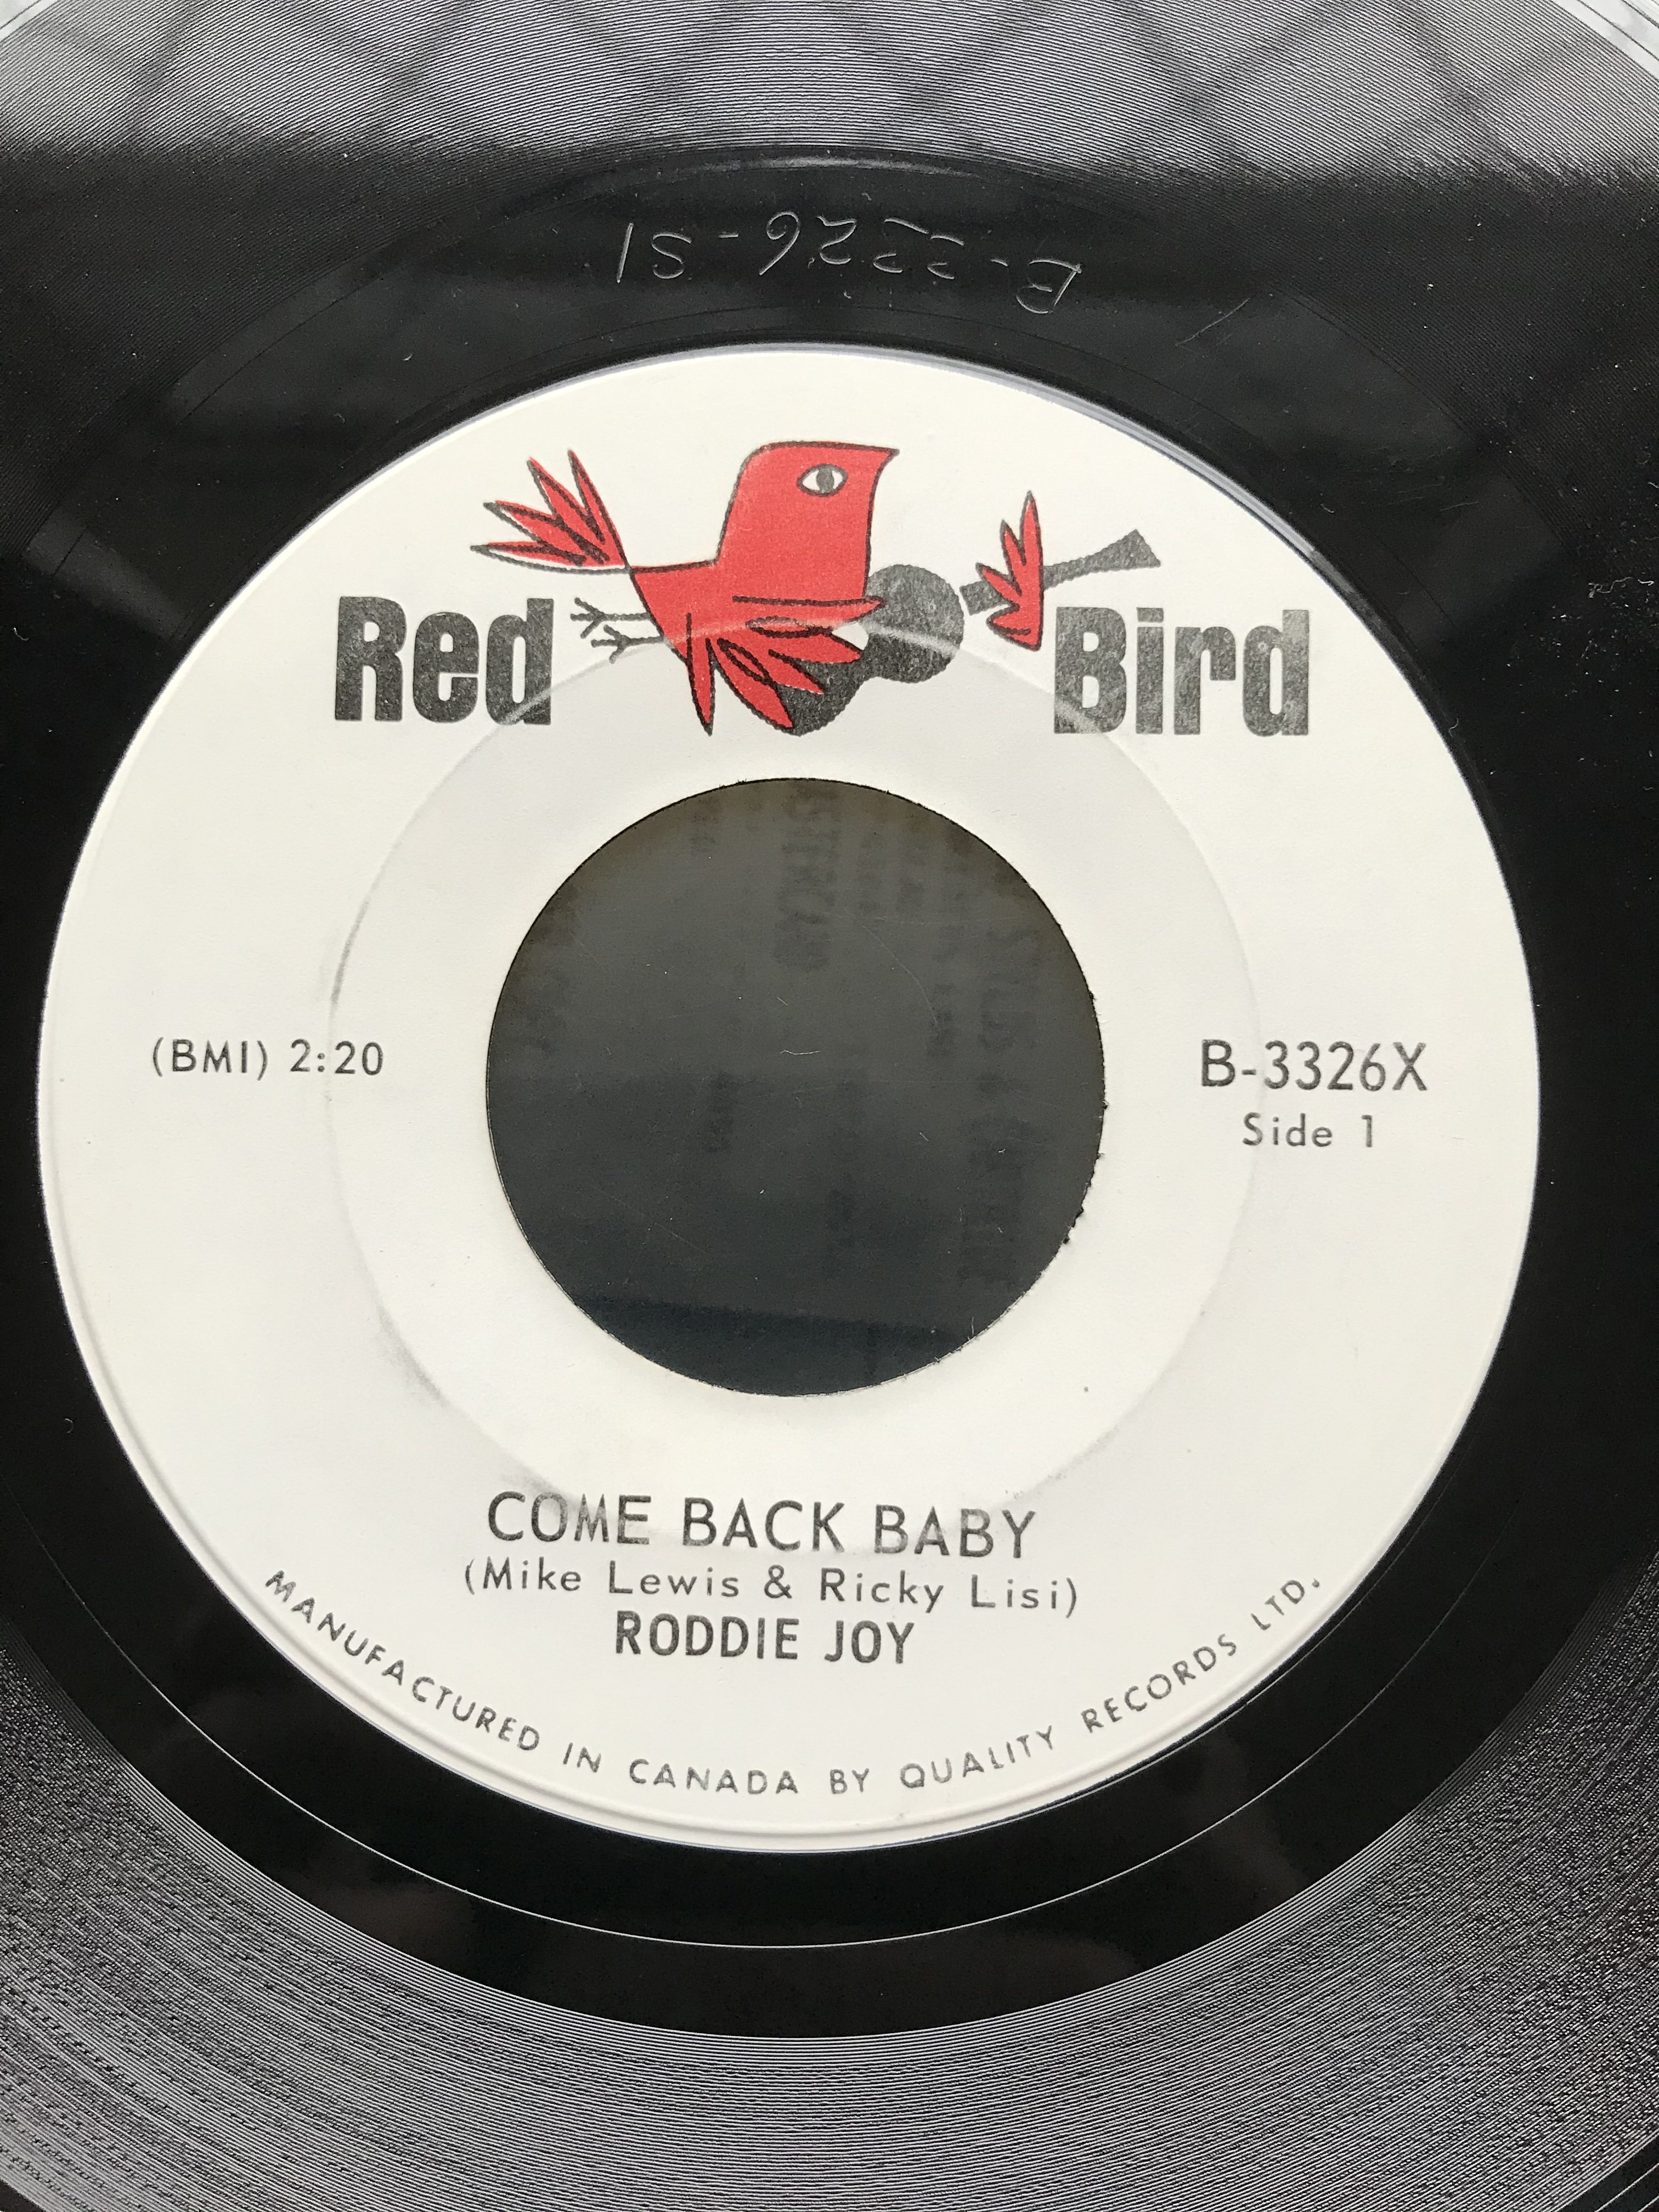 B-3326-S1
Red Bird
(BMI) 2:20
B-3326X
Side 1
COME BACK BABY
(Mike Lewis & Ricky Lisi)
RODDIE JOY
MANUFACTURED IN CANADA BY QUALITY RECORDS LTD.